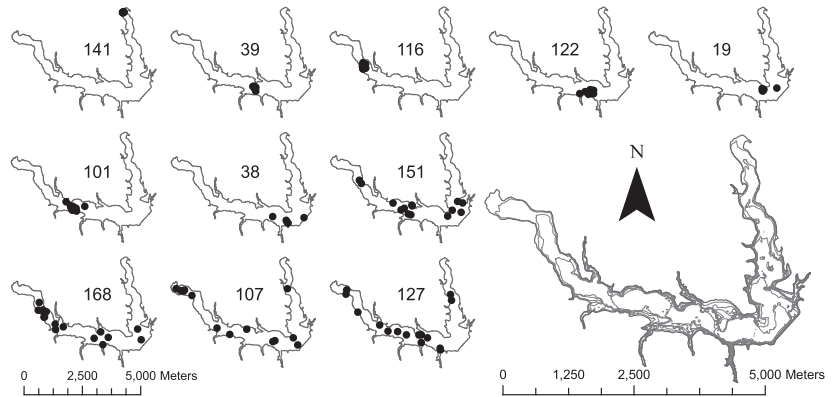 141 39 116 122 19
101 38 151 N
168 107 127
0 2,500 5,000 Meters
0 1,250 2,500 5,000 Meters